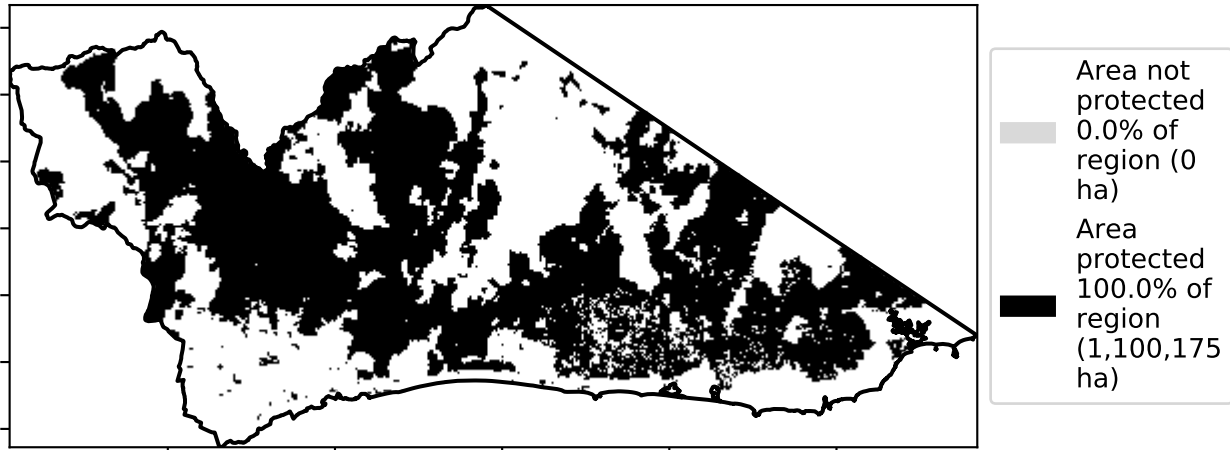 Area not
protected
0.0% of
region (0
ha)
Area
protected
100.0% of
region
(1,100,175
ha)